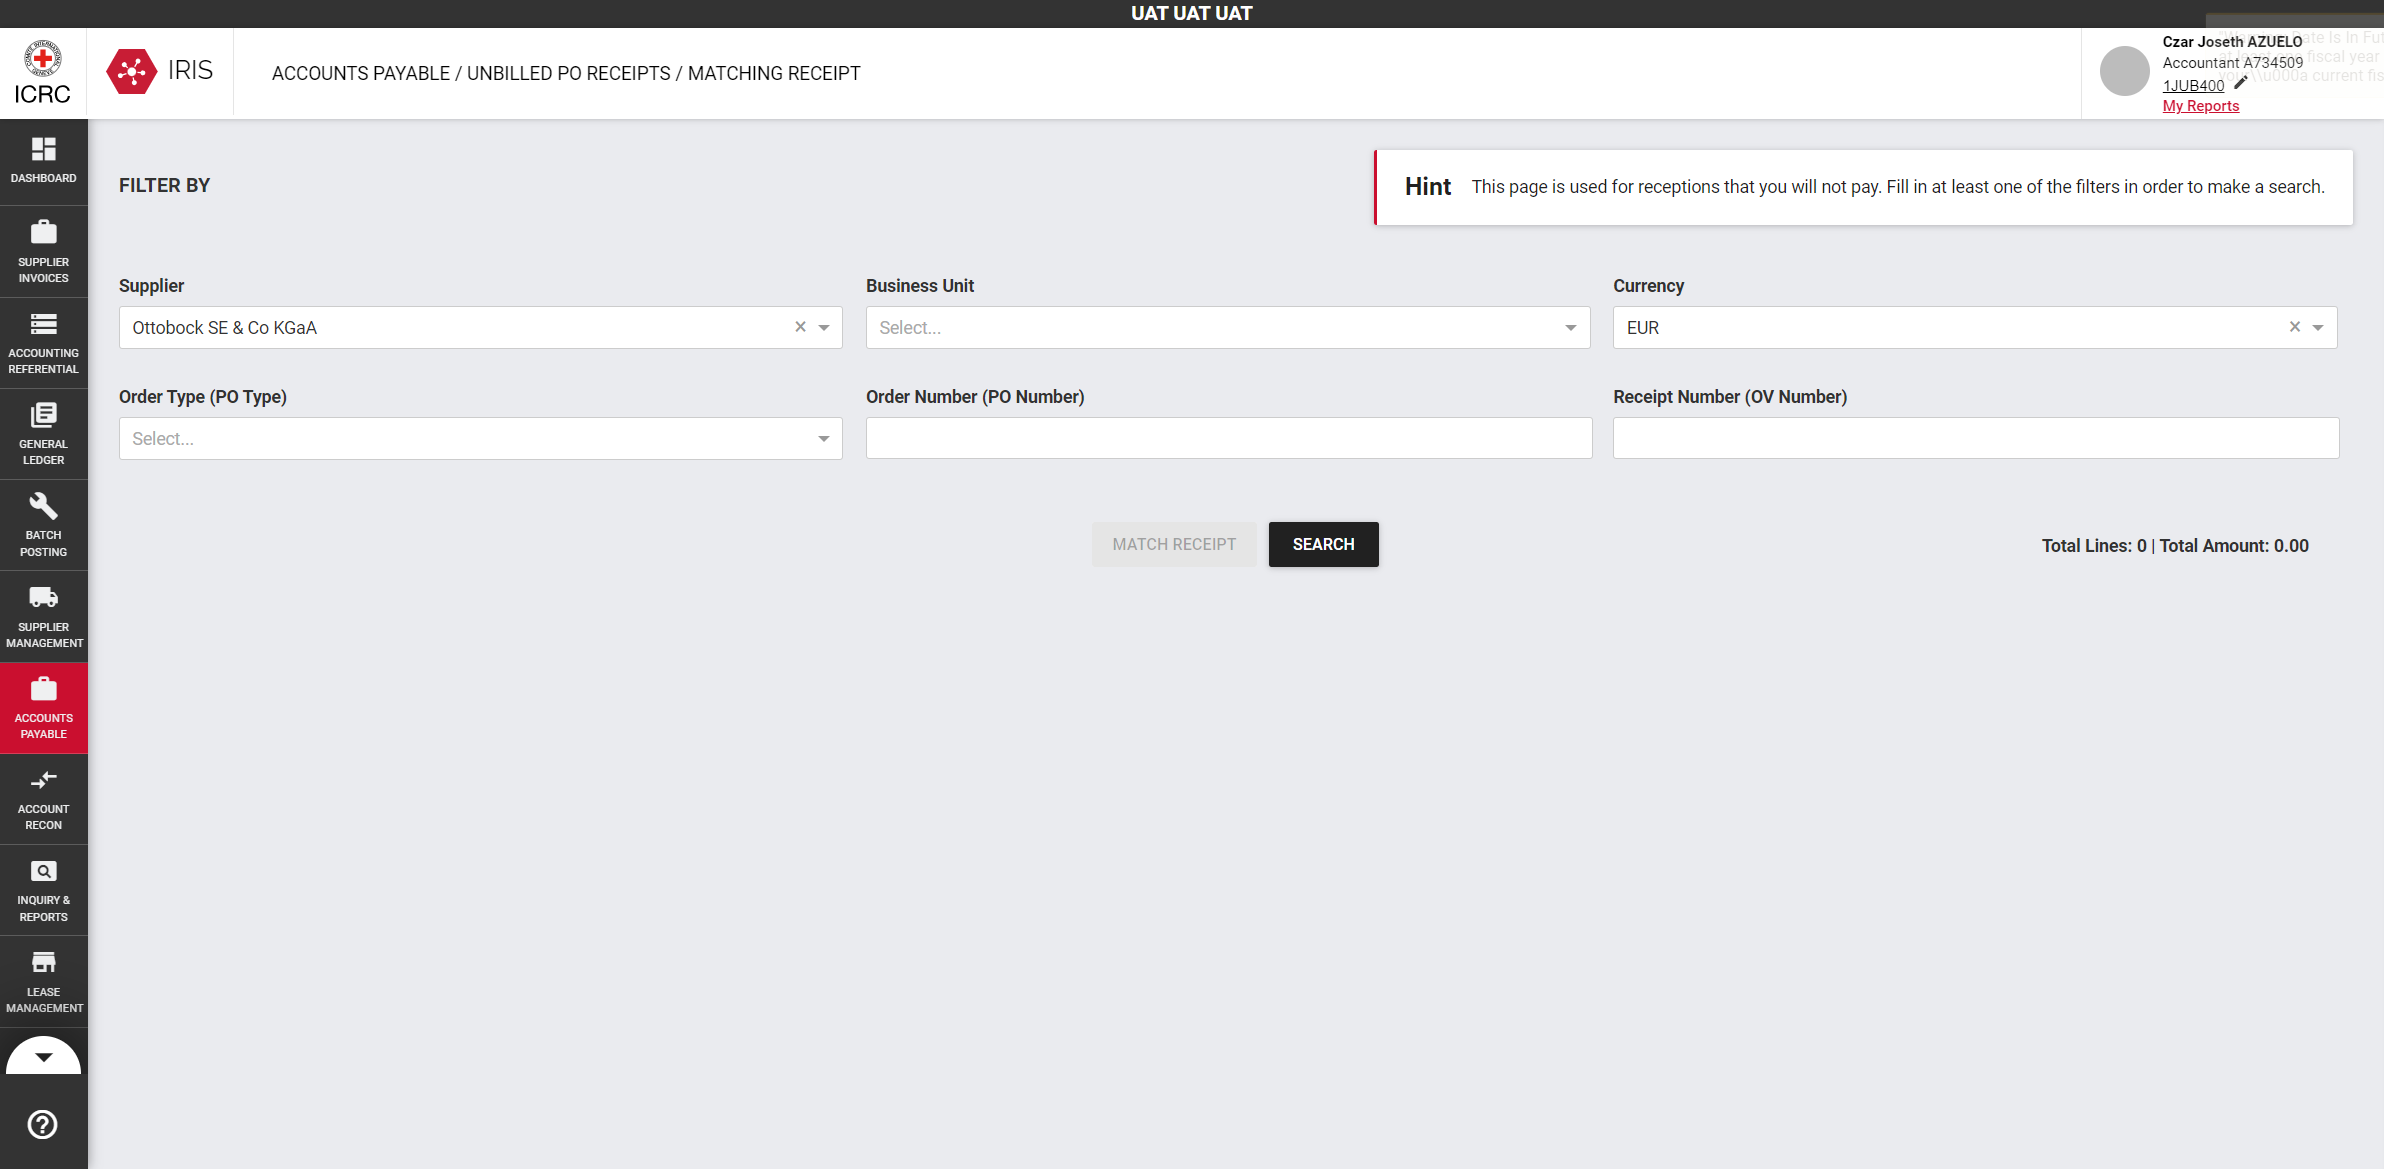 UAT UAT UAT
ICRC
IRIS
ACCOUNTS PAYABLE / UNBILLED PO RECEIPTS / MATCHING RECEIPT
Czar Joseth AZUELO
Accountant A734509
1JUB400
My Reports
DASHBOARD
SUPPLIER
INVOICES
ACCOUNTING
REFERENTIAL
GENERAL
LEDGER
BATCH
POSTING
SUPPLIER
MANAGEMENT
ACCOUNTS
PAYABLE
ACCOUNT
RECON
INQUIRY &
REPORTS
LEASE
MANAGEMENT
FILTER BY
Hint This page is used for receptions that you will not pay. Fill in at least one of the filters in order to make a search.
Supplier
Ottobock SE & Co KGaA
Business Unit
Select...
Currency
EUR
Order Type (PO Type)
Select...
Order Number (PO Number)
Receipt Number (OV Number)
MATCH RECEIPT
SEARCH
Total Lines: 0 | Total Amount: 0.00